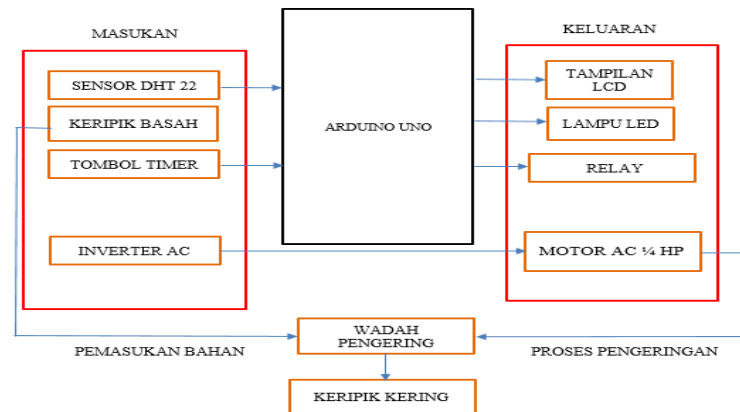 MASUKAN
KELUARAN
SENSOR DHT 22
KERIPIK BASAH
TOMBOL TIMER
INVERTER AC
ARDUINO UNO
TAMPILAN
LCD
LAMPU LED
RELAY
MOTOR AC ¼ HP
WADAH
PENGERING
PEMASUKAN BAHAN
PROSES PENGERINGAN
KERIPIK KERING